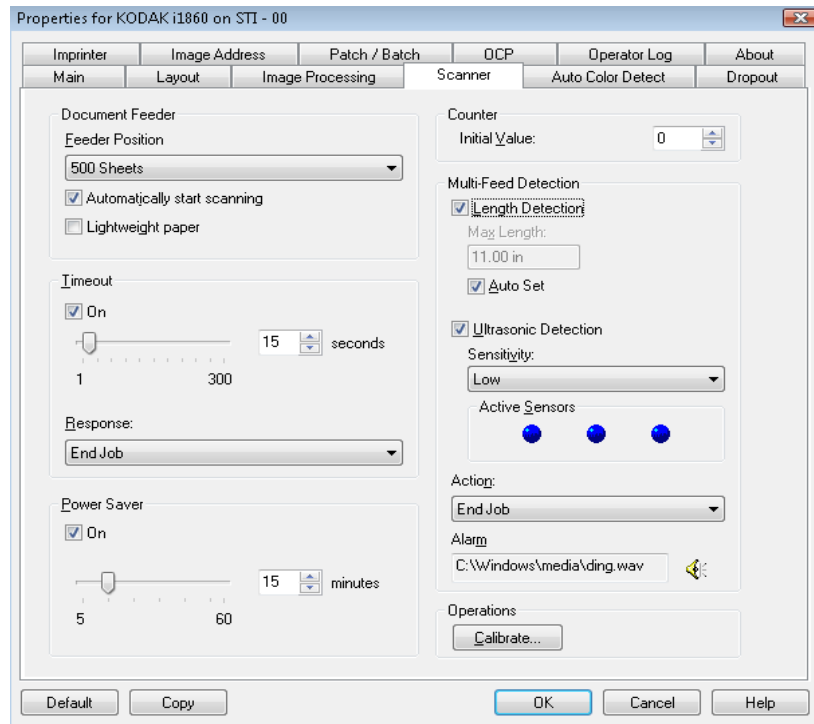 Properties for KODAK i1860 on STI - 00
Imprinter
Image Address
Patch / Batch
OCP
Operator Log
About
Main
Layout
Image Processing
Scanner
Auto Color Detect
Dropout
Document Feeder
Feeder Position
500 Sheets
Automatically start scanning
Lightweight paper
Timeout
On
15 seconds
1 300
Response:
End Job
Power Saver
On
15 minutes
5 60
Counter
Initial Value: 0
Multi-Feed Detection
Length Detection
Max Length:
11.00 in
Auto Set
Ultrasonic Detection
Sensitivity:
Low
Active Sensors
Action:
End Job
Alarm
C:\Windows\media\ding.wav
Operations
Calibrate...
Default
Copy
OK
Cancel
Help